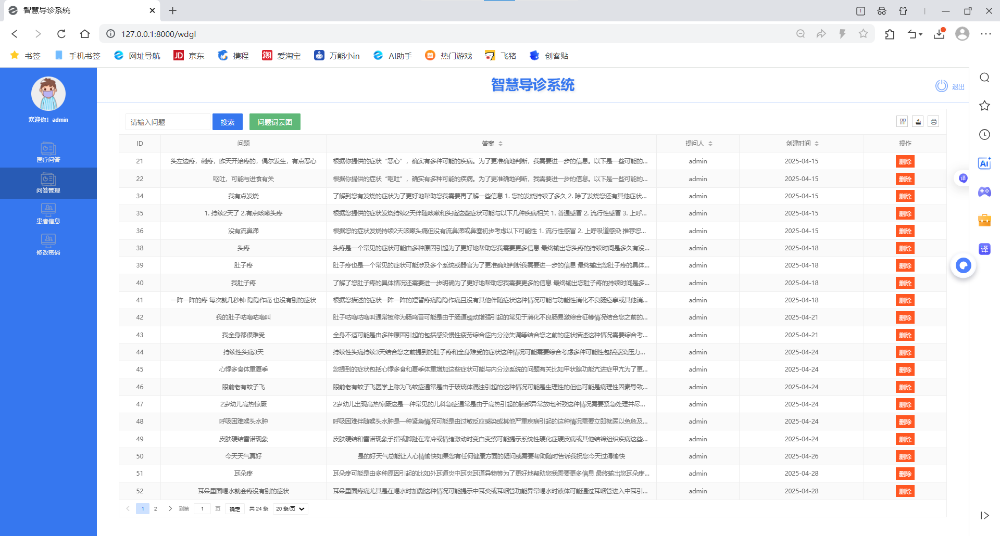 智慧导诊系统
127.0.0.1:8000/wdgl
书签 手机书签 网址导航 JD 京东 携程 淘 爱淘宝 万能小in AI助手 热门游戏 飞猪 创客贴
智慧导诊系统
退出
欢迎你！admin
医疗问答
问答管理
患者信息
修改密码
请输入问题 搜索 问题词云图
ID 问题 答案 提问人 创建时间 操作
21 头左边疼，刺疼，昨天开始疼的，偶尔发生，有点恶心 根据你提供的症状“恶心”，确实有多种可能的疾病。为了更准确地判断，我需要进一步的信息。以下是一些可能的... admin 2025-04-15 删除
22 呕吐，可能与进食有关 根据你提供的症状“呕吐”，确实有多种可能的疾病。为了更准确地判断，我需要进一步的信息。以下是一些可能的... admin 2025-04-15 删除
34 我有点发烧 了解到您有发烧的症状为了更好地帮助您我需要再了解一些信息 1. 您的发烧持续了多久 2. 除了发烧您还有其他症状... admin 2025-04-15 删除
35 1. 持续2天了 2.有点咳嗽头疼 根据您提供的症状发烧持续2天伴随咳嗽和头痛这些症状可能与以下几种疾病相关 1. 普通感冒 2. 流行性感冒 3. 上呼... admin 2025-04-15 删除
36 没有流鼻涕 根据您的症状发烧持续2天咳嗽头痛但没有流鼻涕或鼻塞初步考虑以下可能性 1. 流行性感冒 2. 上呼吸道感染 推荐您... admin 2025-04-15 删除
38 头疼 头疼是一个常见的症状可能由多种原因引起为了更好地帮助您我需要更多信息 最终输出您头疼的持续时间是多久有没... admin 2025-04-18 删除
39 肚子疼 肚子疼也是一个常见的症状可能涉及多个系统或器官为了更准确地判断我需要进一步的信息 最终输出您肚子疼的具体... admin 2025-04-18 删除
40 我肚子疼 了解了您肚子疼的具体情况还需要进一步明确为了更好地帮助您我需要更多的信息 最终输出您肚子疼的持续时间是多... admin 2025-04-18 删除
41 一阵一阵的疼 每次就几秒钟 隐隐作痛 也没有别的症状 根据您描述的症状一阵一阵的短暂疼痛隐隐作痛且没有其他伴随症状这种情况可能与功能性消化不良肠痉挛或其他消... admin 2025-04-18 删除
42 我的肚子咕噜咕噜叫 肚子咕噜咕噜叫通常被称为肠鸣音可能是由于肠道蠕动增强引起的常见于消化不良肠易激综合征等情况结合您之前的... admin 2025-04-21 删除
43 我全身都很难受 全身不适可能是由多种原因引起的包括感染慢性疲劳综合症内分泌失调等结合您之前的症状描述这种情况需要综合考... admin 2025-04-21 删除
44 持续性头痛3天 持续性头痛持续3天结合您之前提到的肚子疼和全身难受的症状这种情况可能需要综合考虑多种可能性包括感染压力... admin 2025-04-24 删除
45 心悸多食体重夏季 您提到的症状包括心悸多食和夏季体重增加这些症状可能与内分泌系统的问题有关比如甲状腺功能亢进症甲亢为了更... admin 2025-04-24 删除
46 眼前老有蚊子飞 眼前老有蚊子飞医学上称为飞蚊症通常是由于玻璃体混浊引起的这种情况可能是生理性的但也可能是病理性因素导致... admin 2025-04-24 删除
47 2岁幼儿高热惊厥 2岁幼儿出现高热惊厥这是一种常见的儿科急症通常是由于高热引起的脑部异常放电所致这种情况需要紧急处理并尽... admin 2025-04-24 删除
48 呼吸困难喉头水肿 呼吸困难伴随喉头水肿是一种紧急情况可能是由过敏反应感染或其他严重疾病引起的这种情况需要立即就医以免危及... admin 2025-04-24 删除
49 皮肤硬结雷诺现象 皮肤硬结和雷诺现象手指或脚趾在寒冷或情绪激动时变白变紫可能提示系统性硬化症硬皮病或其他结缔组织疾病这些... admin 2025-04-24 删除
50 今天天气真好 是的好天气总能让人心情愉快如果您有任何健康方面的疑问或需要帮助随时告诉我祝您今天过得愉快 admin 2025-04-26 删除
51 耳朵疼 耳朵疼可能是由多种原因引起的比如外耳道炎中耳炎耳道异物等为了更好地帮助您我需要更多信息 最终输出您耳朵疼... admin 2025-04-28 删除
52 耳朵里面喝水就会疼没有别的症状 耳朵里面疼痛尤其是在喝水时加剧这种情况可能提示中耳炎或耳咽管功能异常喝水时液体可能通过耳咽管进入中耳引... admin 2025-04-28 删除
1 2 到第 1 页 确定 共 24 条 20 条/页
1
AI
译
译